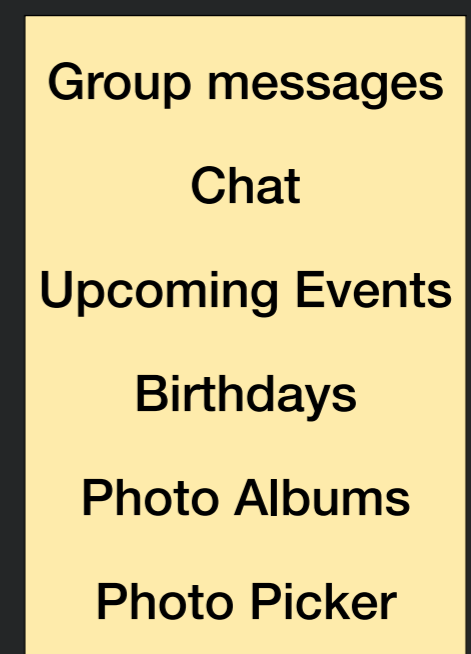 Group messages
Chat
Upcoming Events
Birthdays
Photo Albums
Photo Picker